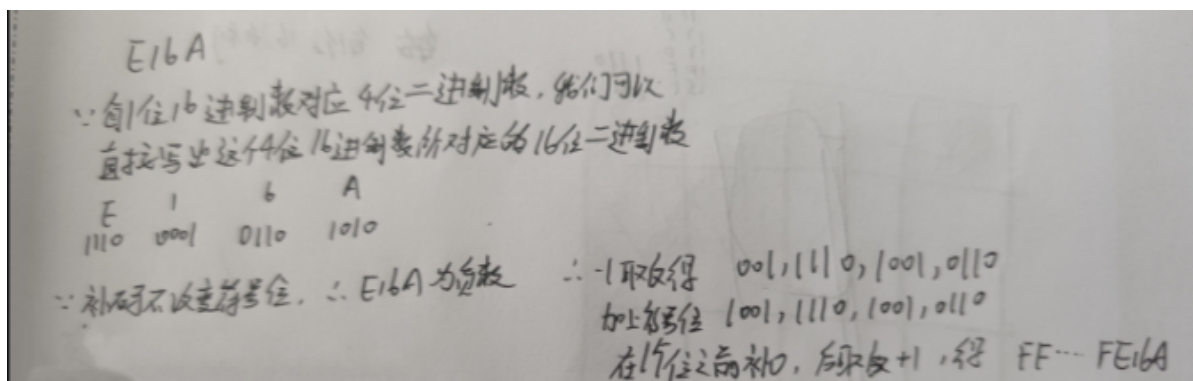 E16A
∵ 每1位16进制数对应4位二进制数,我们可以
直接写出这个4位16进制数所对应的16位二进制数
E 1 6 A
1110 0001 0110 1010
∵补码不改变符号位,∴E16A为负数 ∴-1取反得 001,1110,1001,0110
加上符号位 1001,1110,1001,0110
在15位之前补0,后取反+1,得 FF…FE16A